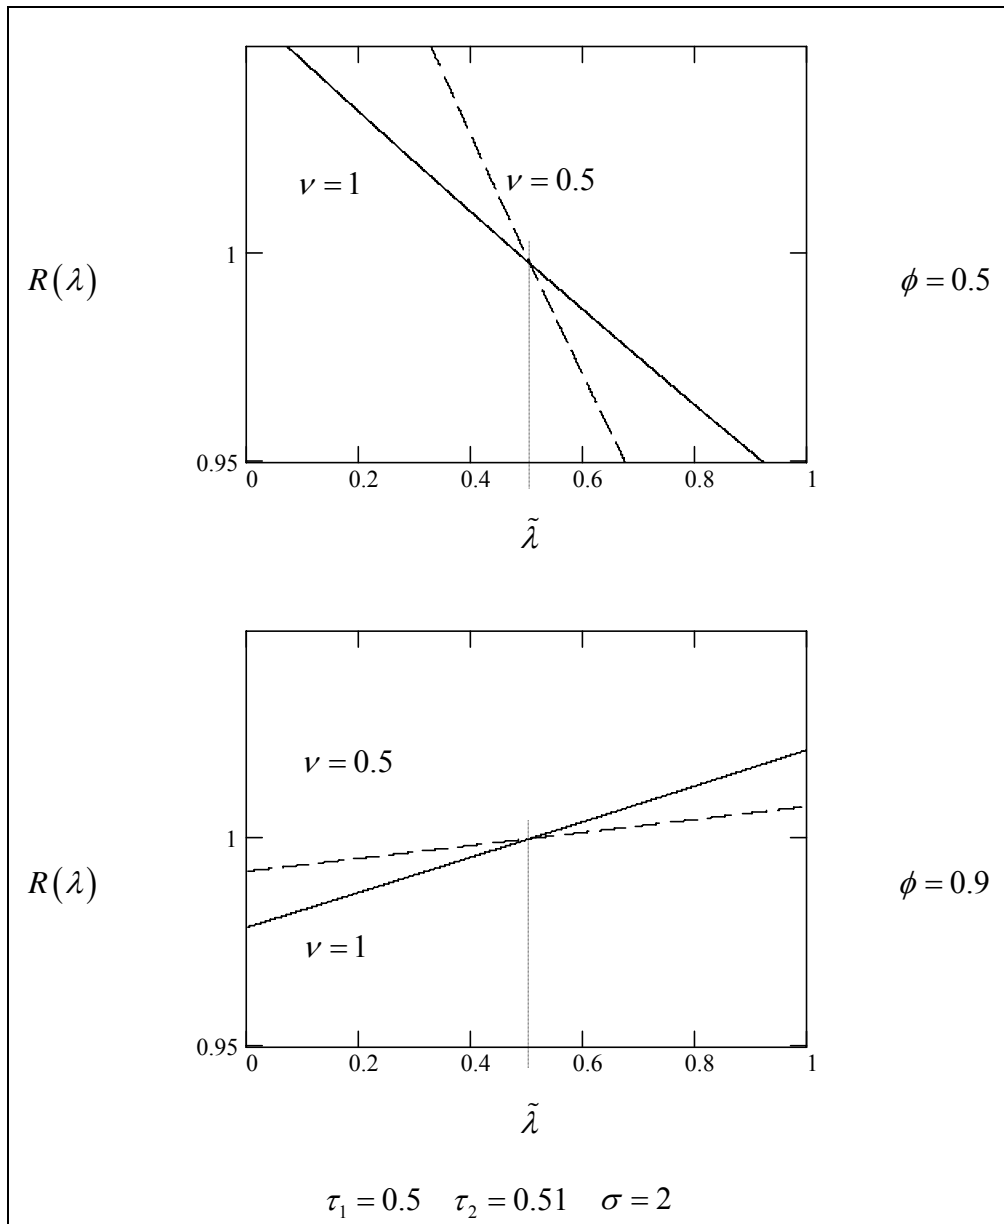 ν = 1
ν = 0.5
1
R(λ)
ϕ = 0.5
0.95
0 0.2 0.4 0.6 0.8 1
λ̃
ν = 0.5
1
R(λ)
ϕ = 0.9
ν = 1
0.95
0 0.2 0.4 0.6 0.8 1
λ̃
τ₁ = 0.5 τ₂ = 0.51 σ = 2